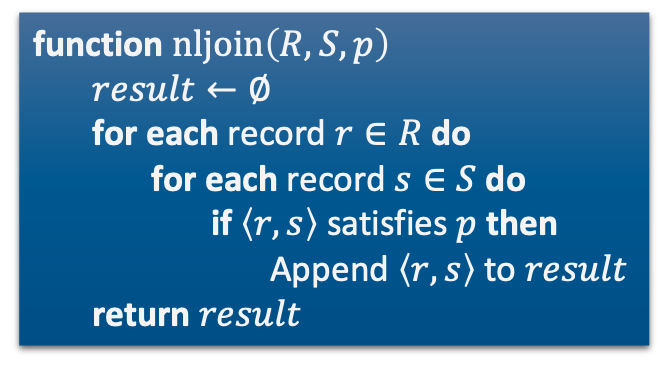 function nljoin(R, S, p)
result ← ∅
for each record r ∈ R do
for each record s ∈ S do
if ⟨r, s⟩ satisfies p then
Append ⟨r, s⟩ to result
return result